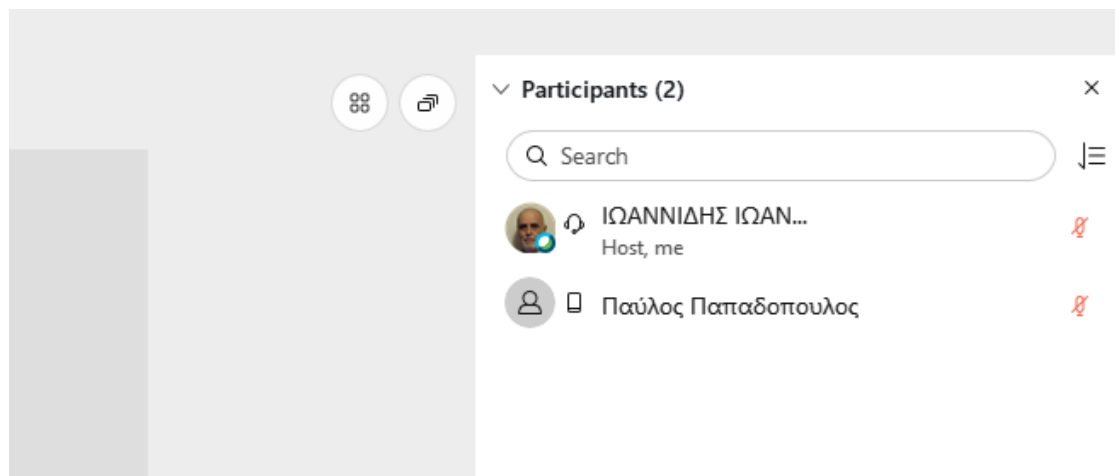 Participants (2)
Search
ΙΩΑΝΝΙΔΗΣ ΙΩΑΝ...
Host, me
Παύλος Παπαδοπουλος